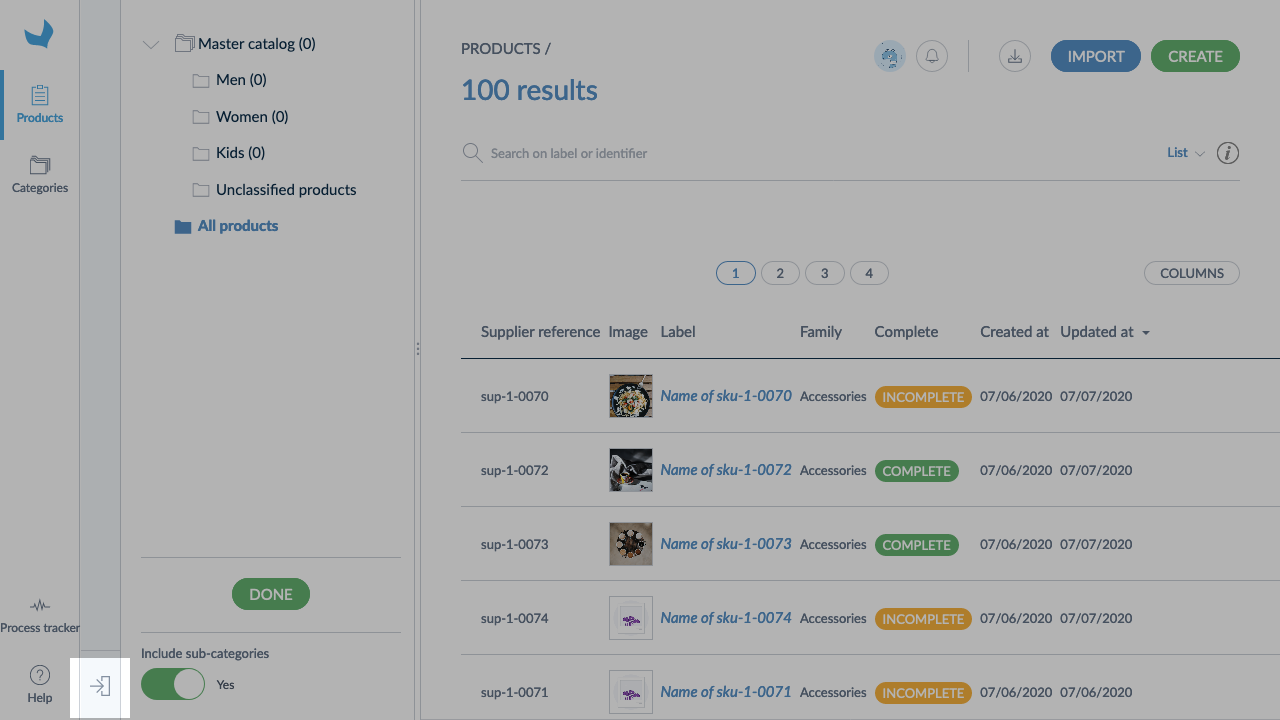 Products
Categories
Process tracker
Help
Master catalog (0)
Men (0)
Women (0)
Kids (0)
Unclassified products
All products
DONE
Include sub-categories
Yes
PRODUCTS /
IMPORT
CREATE
100 results
Search on label or identifier
List
i
1 2 3 4
COLUMNS
Supplier reference Image Label Family Complete Created at Updated at
sup-1-0070 Name of sku-1-0070 Accessories INCOMPLETE 07/06/2020 07/07/2020
sup-1-0072 Name of sku-1-0072 Accessories COMPLETE 07/06/2020 07/07/2020
sup-1-0073 Name of sku-1-0073 Accessories COMPLETE 07/06/2020 07/07/2020
sup-1-0074 Name of sku-1-0074 Accessories INCOMPLETE 07/06/2020 07/07/2020
sup-1-0071 Name of sku-1-0071 Accessories INCOMPLETE 07/06/2020 07/06/2020